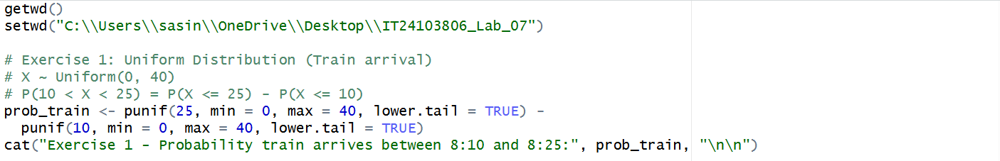 getwd()
setwd("C:\\Users\\sasin\\OneDrive\\Desktop\\IT24103806_Lab_07")
# Exercise 1: Uniform Distribution (Train arrival)
# X ~ Uniform(0, 40)
# P(10 < X < 25) = P(X <= 25) - P(X <= 10)
prob_train <- punif(25, min = 0, max = 40, lower.tail = TRUE) -
  punif(10, min = 0, max = 40, lower.tail = TRUE)
cat("Exercise 1 - Probability train arrives between 8:10 and 8:25:", prob_train, "\n\n")